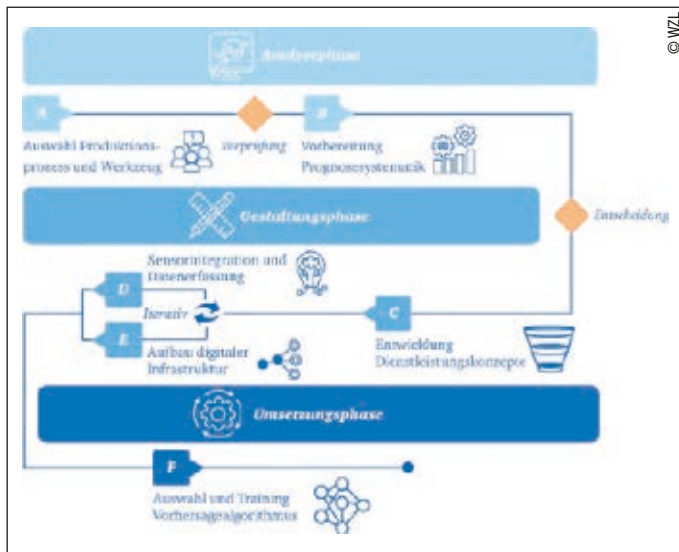 © WZL
Analysephase
A
B
Auswahl Produktions-
prozess und Werkzeug
Vorprüfung
Vorbereitung
Prognosesystematik
Gestaltungsphase
Entscheidung
Sensorintegration und
Datenerfassung
D
Iterativ
E
C
Aufbau digitaler
Infrastruktur
Entwicklung
Dienstleistungskonzepte
Umsetzungsphase
F
Auswahl und Training
Vorhersagealgorithmus